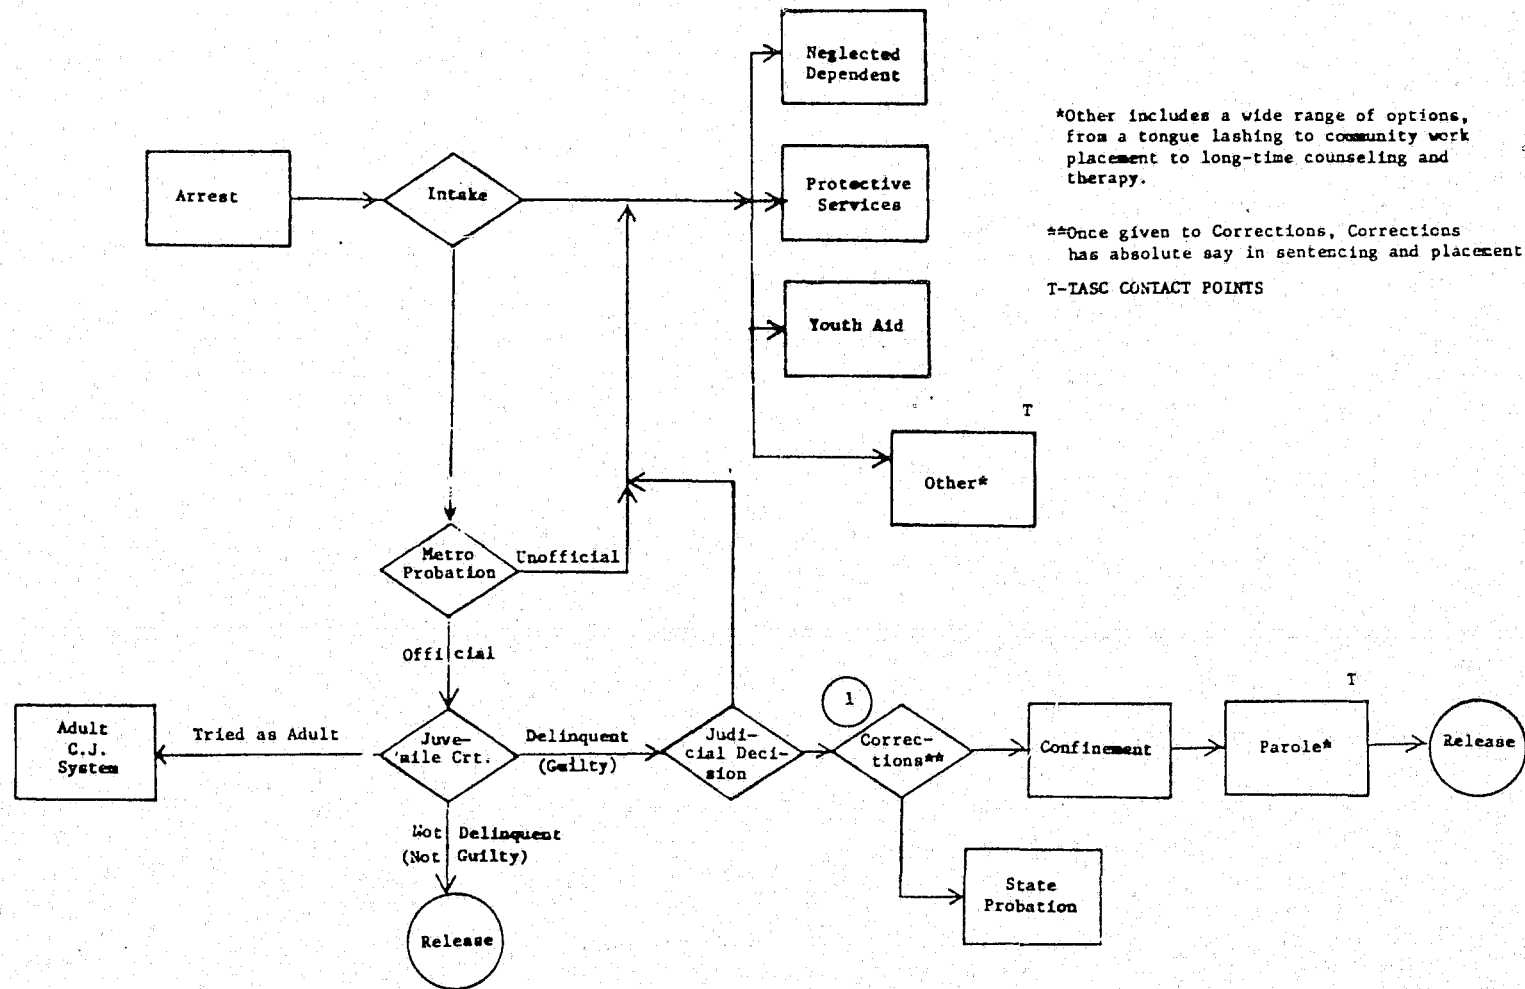 Neglected
Dependent
*Other includes a wide range of options,
from a tongue lashing to community work
placement to long-time counseling and
therapy.
Arrest
Intake
Protective
Services
**Once given to Corrections, Corrections
has absolute say in sentencing and placement
T-TASC CONTACT POINTS
Youth Aid
T
Other*
Metro
Probation
Unofficial
Official
Adult
C.J.
System
Tried as Adult
Juve-
nile Crt.
Delinquent
(Guilty)
Judi-
cial Deci-
sion
1
Correc-
tions**
Confinement
T
Parole*
Release
Not Delinquent
(Not Guilty)
State
Probation
Release